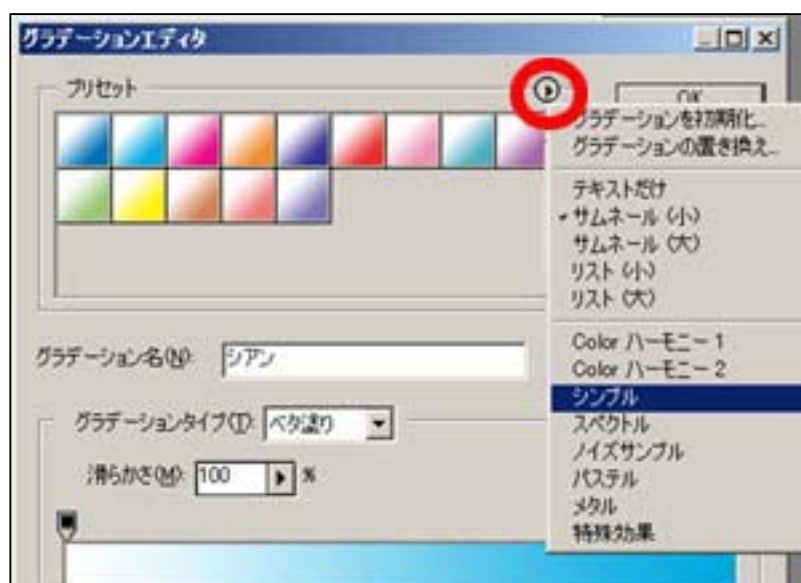 グラデーションエディタ
プリセット
OK
グラデーションを初期化...
グラデーションの置き換え...
テキストだけ
サムネール (小)
サムネール (大)
リスト (小)
リスト (大)
グラデーション名(N): シアン
Color ハーモニー 1
Color ハーモニー 2
シンプル
スペクトル
ノイズサンプル
パステル
メタル
特殊効果
グラデーションタイプ(T): ベタ塗り
滑らかさ(M): 100 %